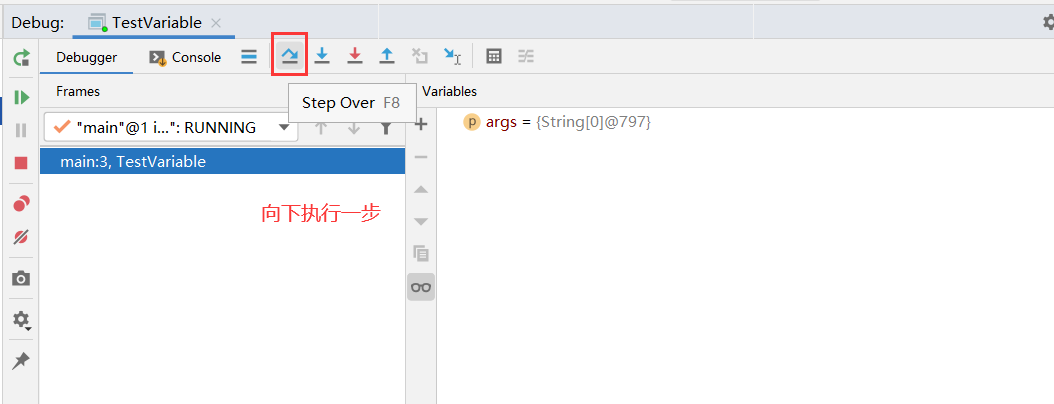 Debug: TestVariable
Debugger Console
Step Over F8
Frames
Variables
"main"@1 i...": RUNNING
args = {String[0]@797}
main:3, TestVariable
向下执行一步